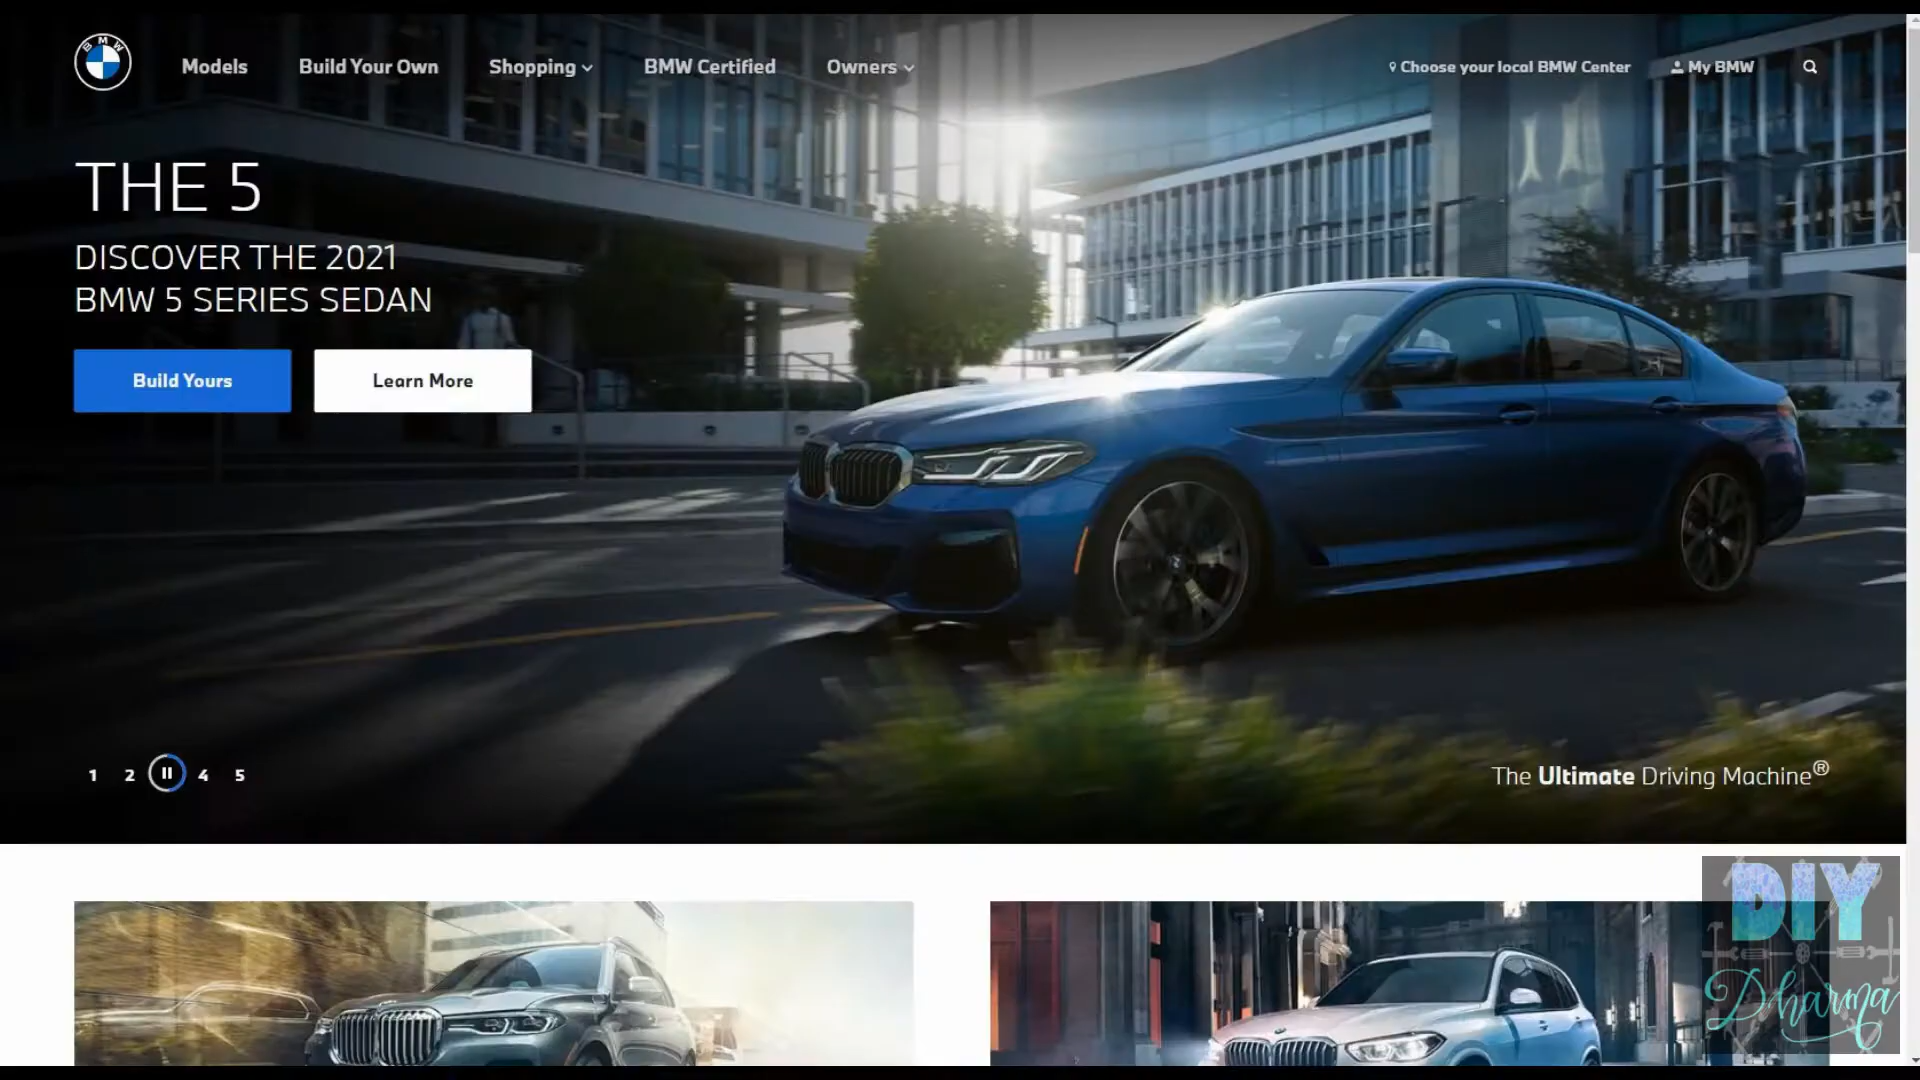 BMW
Models
Build Your Own
Shopping
BMW Certified
Owners
Choose your local BMW Center
My BMW
THE 5
DISCOVER THE 2021
BMW 5 SERIES SEDAN
Build Yours
Learn More
1 2 4 5
The Ultimate Driving Machine®
DIY
Dharma